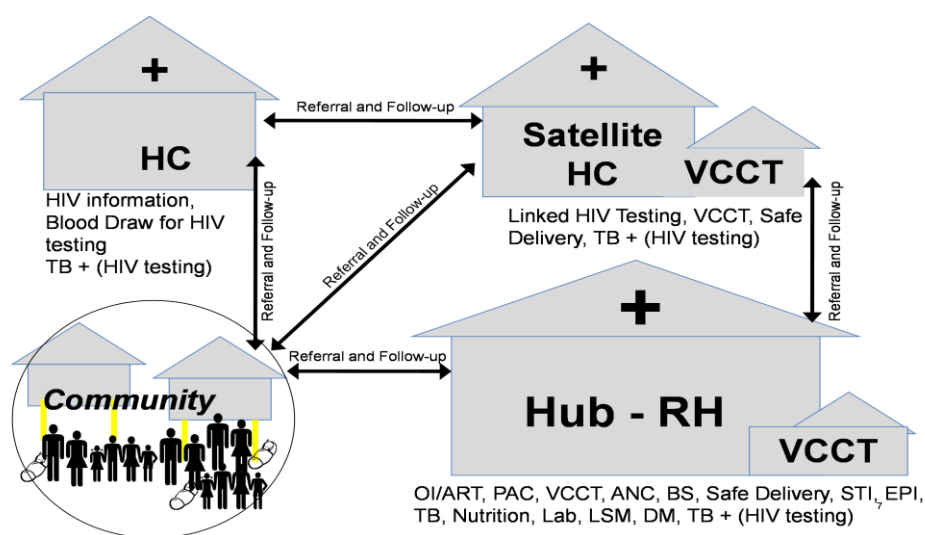 HC
HIV information,
Blood Draw for HIV
testing
TB + (HIV testing)
Referral and Follow-up
Satellite
HC
VCCT
Linked HIV Testing, VCCT, Safe
Delivery, TB + (HIV testing)
Referral and Follow-up
Referral and Follow-up
Referral and Follow-up
Community
Referral and Follow-up
Hub - RH
VCCT
OI/ART, PAC, VCCT, ANC, BS, Safe Delivery, STI, EPI,
TB, Nutrition, Lab, LSM, DM, TB + (HIV testing)
7